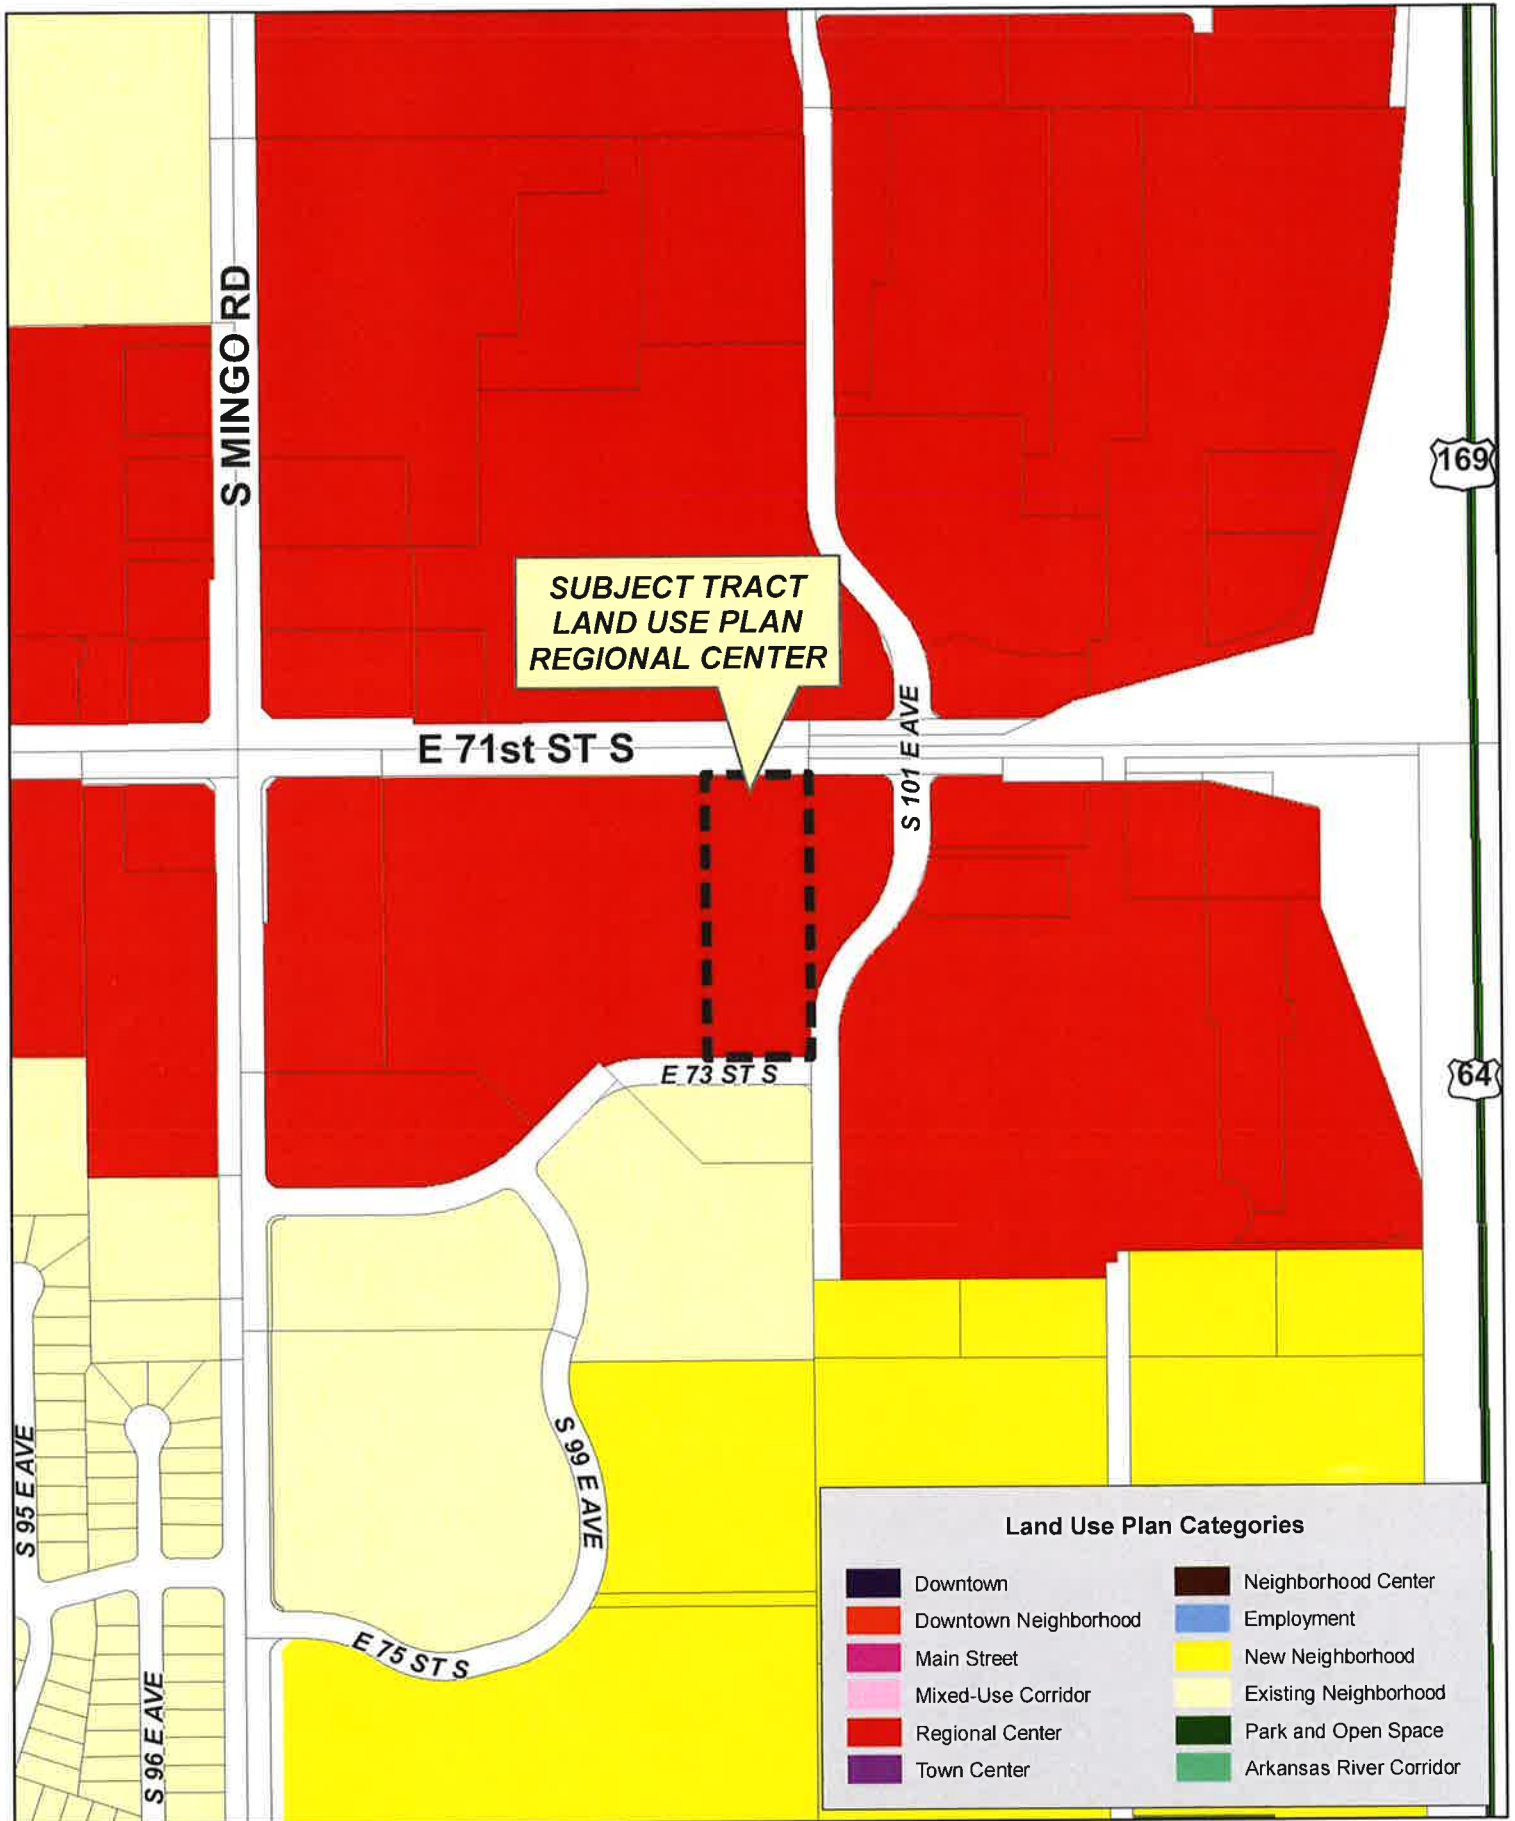 S MINGO RD
169
SUBJECT TRACT
LAND USE PLAN
REGIONAL CENTER
E 71st ST S
S 101 E AVE
E 73 ST S
64
S 99 E AVE
S 95 E AVE
E 75 ST S
S 96 E AVE
Land Use Plan Categories
Downtown
Downtown Neighborhood
Main Street
Mixed-Use Corridor
Regional Center
Town Center
Neighborhood Center
Employment
New Neighborhood
Existing Neighborhood
Park and Open Space
Arkansas River Corridor